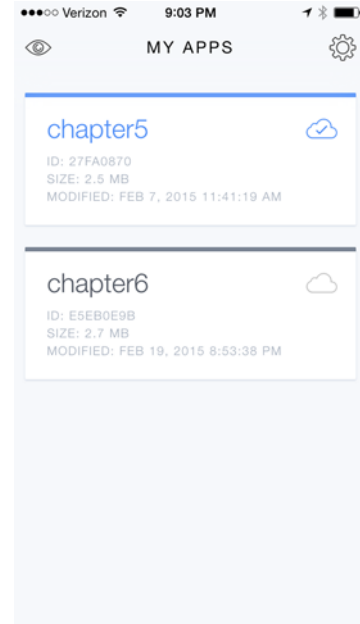 Verizon 9:03 PM
MY APPS
chapter5
ID: 27FA0870
SIZE: 2.5 MB
MODIFIED: FEB 7, 2015 11:41:19 AM
chapter6
ID: E5EB0E9B
SIZE: 2.7 MB
MODIFIED: FEB 19, 2015 8:53:38 PM